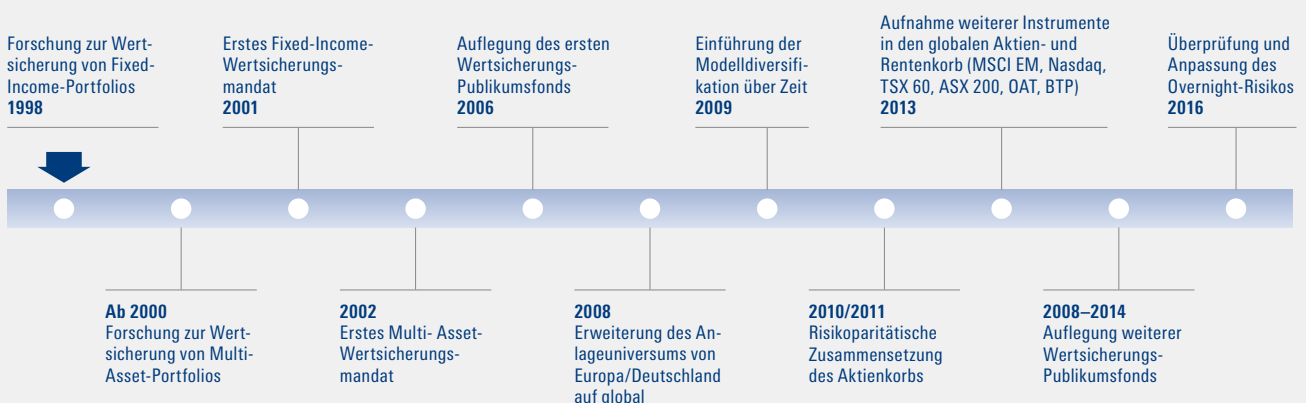 Forschung zur Wert-
sicherung von Fixed-
Income-Portfolios
1998
Ab 2000
Forschung zur Wert-
sicherung von Multi-
Asset-Portfolios
Erstes Fixed-Income-
Wertsicherungs-
mandat
2001
2002
Erstes Multi- Asset-
Wertsicherungs-
mandat
Auflegung des ersten
Wertsicherungs-
Publikumsfonds
2006
2008
Erweiterung des An-
lageuniversums von
Europa/Deutschland
auf global
Einführung der
Modelldiversifi-
kation über Zeit
2009
2010/2011
Risikoparitätische
Zusammensetzung
des Aktienkorbs
Aufnahme weiterer Instrumente
in den globalen Aktien- und
Rentenkorb (MSCI EM, Nasdaq,
TSX 60, ASX 200, OAT, BTP)
2013
2008–2014
Auflegung weiterer
Wertsicherungs-
Publikumsfonds
Überprüfung und
Anpassung des
Overnight-Risikos
2016